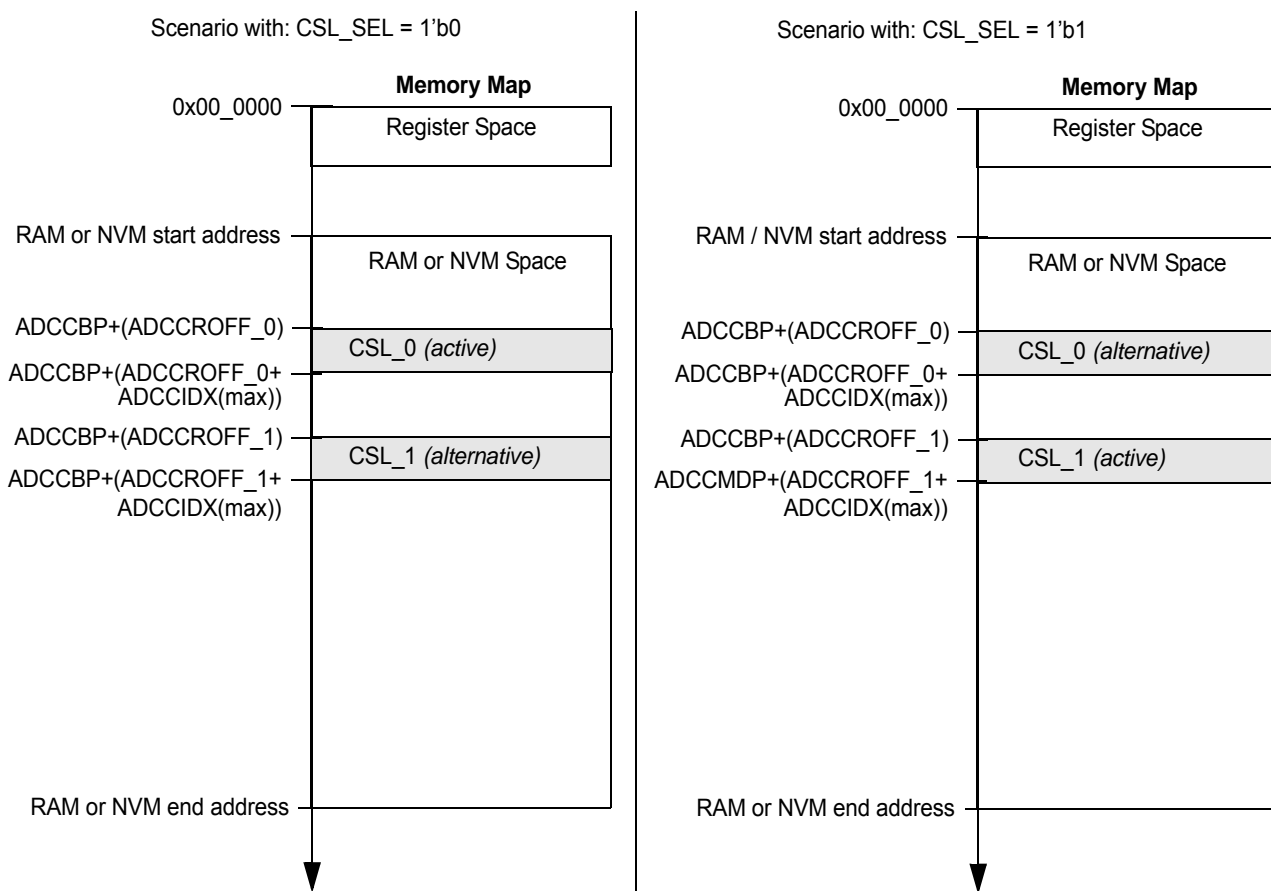 Scenario with: CSL_SEL = 1'b0
Memory Map
0x00_0000
Register Space
RAM or NVM start address
RAM or NVM Space
ADCCBP+(ADCCROFF_0)
CSL_0 (active)
ADCCBP+(ADCCROFF_0+
ADCCIDX(max))
ADCCBP+(ADCCROFF_1)
CSL_1 (alternative)
ADCCBP+(ADCCROFF_1+
ADCCIDX(max))
RAM or NVM end address
Scenario with: CSL_SEL = 1'b1
Memory Map
0x00_0000
Register Space
RAM / NVM start address
RAM or NVM Space
ADCCBP+(ADCCROFF_0)
CSL_0 (alternative)
ADCCBP+(ADCCROFF_0+
ADCCIDX(max))
ADCCBP+(ADCCROFF_1)
CSL_1 (active)
ADCCMDP+(ADCCROFF_1+
ADCCIDX(max))
RAM or NVM end address